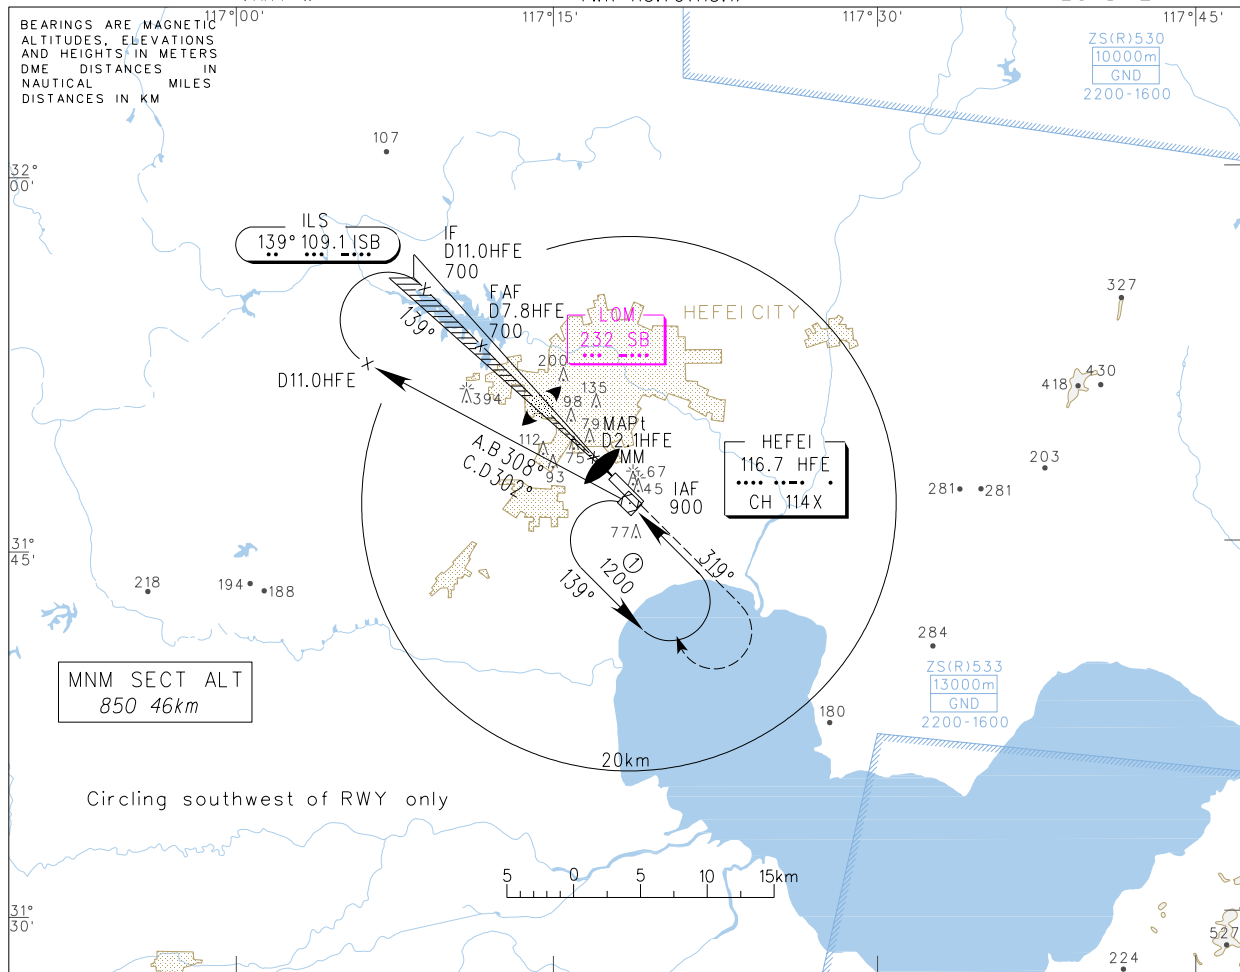 117°00'
117°15'
117°30'
117°45'
BEARINGS ARE MAGNETIC
ALTITUDES, ELEVATIONS
AND HEIGHTS IN METERS
DME DISTANCES IN
NAUTICAL MILES
DISTANCES IN KM
ZS(R)530
10000m
GND
2200-1600
107
32°
00'
ILS
139° 109.1 ISB
IF
D11.0HFE
700
FAF
D7.8HFE
700
139°
LOM
232 SB
HEFEI CITY
327
D11.0HFE
200
394
135
98
79
418
430
MAPt
D2.1HFE
MM
112
75
93
A.B 308°
C.D 302°
67
45
IAF
900
HEFEI
116.7 HFE
CH 114X
203
281
281
77
31°
45'
1
1200
139°
319°
218
194
188
284
MNM SECT ALT
850 46km
ZS(R)533
13000m
GND
2200-1600
180
20km
Circling southwest of RWY only
5 0 5 10 15km
31°
30'
527
224